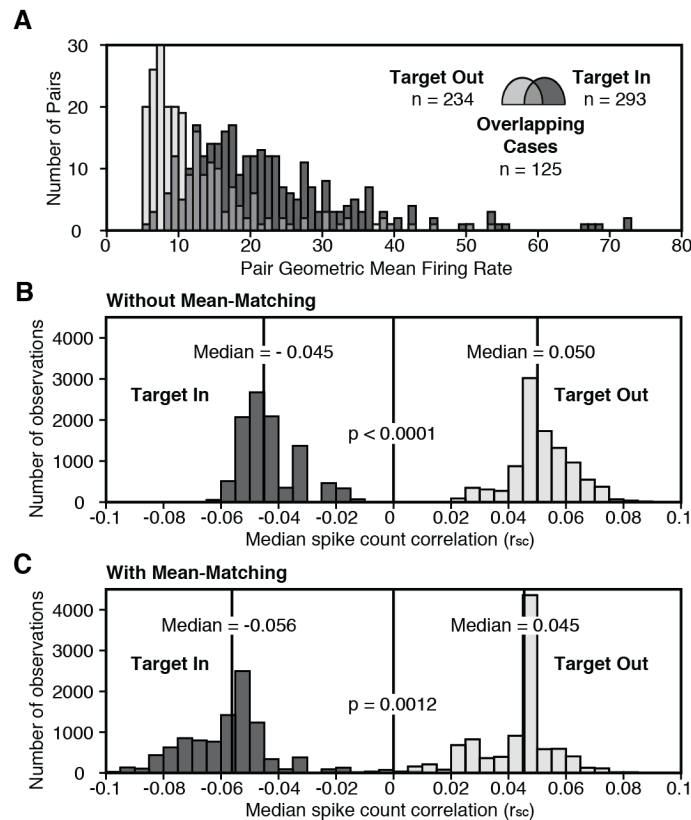 A
30
20
10
0
Number of Pairs
Target Out
n = 234
Target In
n = 293
Overlapping
Cases
n = 125
0 10 20 30 40 50 60 70 80
Pair Geometric Mean Firing Rate
B
Without Mean-Matching
4000
3000
2000
1000
0
Number of observations
Median = - 0.045
Median = 0.050
Target In
Target Out
p < 0.0001
-0.1 -0.08 -0.06 -0.04 -0.02 0 0.02 0.04 0.06 0.08 0.1
Median spike count correlation (rsc)
C
With Mean-Matching
4000
3000
2000
1000
0
Number of observations
Median = -0.056
Median = 0.045
Target In
Target Out
p = 0.0012
-0.1 -0.08 -0.06 -0.04 -0.02 0 0.02 0.04 0.06 0.08 0.1
Median spike count correlation (rsc)